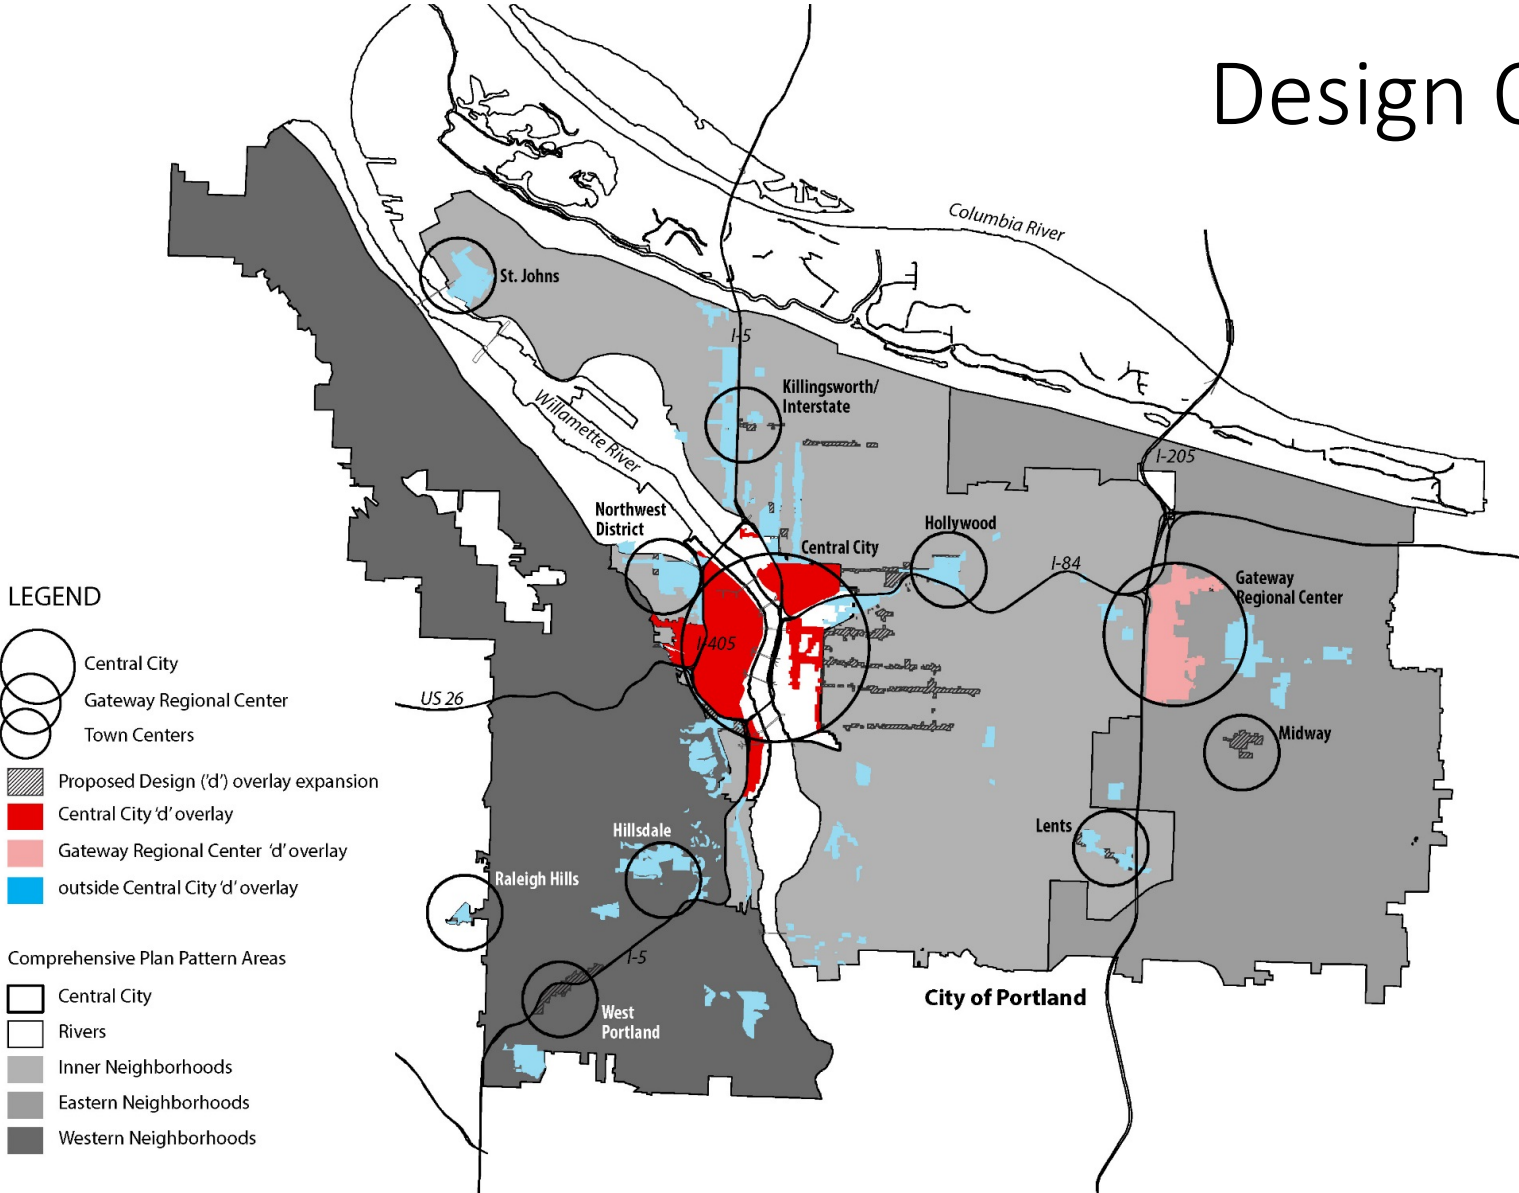 Design
Columbia River
St. Johns
I-5
Killingsworth/
Interstate
Willamette River
I-205
Northwest
District
Hollywood
Central City
I-84
Gateway
Regional Center
LEGEND
Central City
Gateway Regional Center
Town Centers
I-405
US 26
Midway
Proposed Design ('d') overlay expansion
Central City 'd' overlay
Gateway Regional Center 'd' overlay
outside Central City 'd' overlay
Lents
Hillsdale
Raleigh Hills
I-5
West
Portland
City of Portland
Comprehensive Plan Pattern Areas
Central City
Rivers
Inner Neighborhoods
Eastern Neighborhoods
Western Neighborhoods